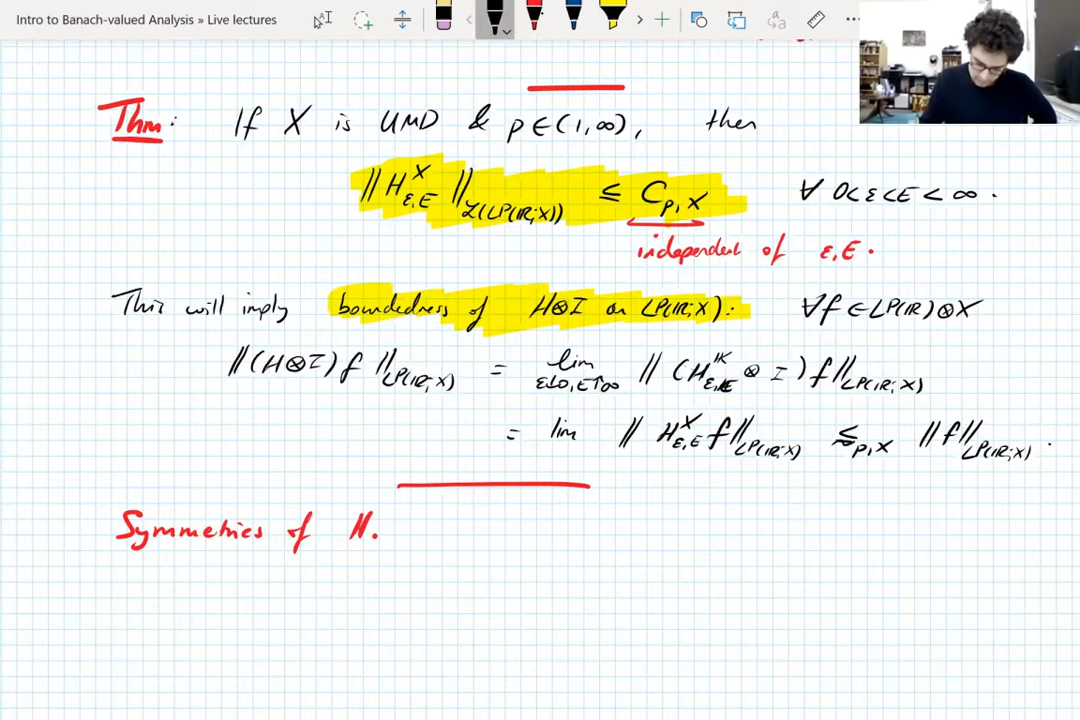 Intro to Banach-valued Analysis » Live lectures
Thm: If X is UMD & p∈(1,∞), then
‖H^X_{ε,E}‖_{ℒ(L^p(ℝ;X))} ≤ C_{p,X} ∀ 0<ε<E<∞.
independent of ε,E.
This will imply boundedness of H⊗I on L^p(ℝ;X): ∀f ∈ L^p(ℝ)⊗X
‖(H⊗I)f‖_{L^p(ℝ;X)} = lim_{ε↓0,E↑∞} ‖(H^𝕂_{ε,E} ⊗ I)f‖_{L^p(ℝ;X)}
= lim ‖H^X_{ε,E} f‖_{L^p(ℝ;X)} ≲_{p,X} ‖f‖_{L^p(ℝ;X)}.
Symmetries of H.